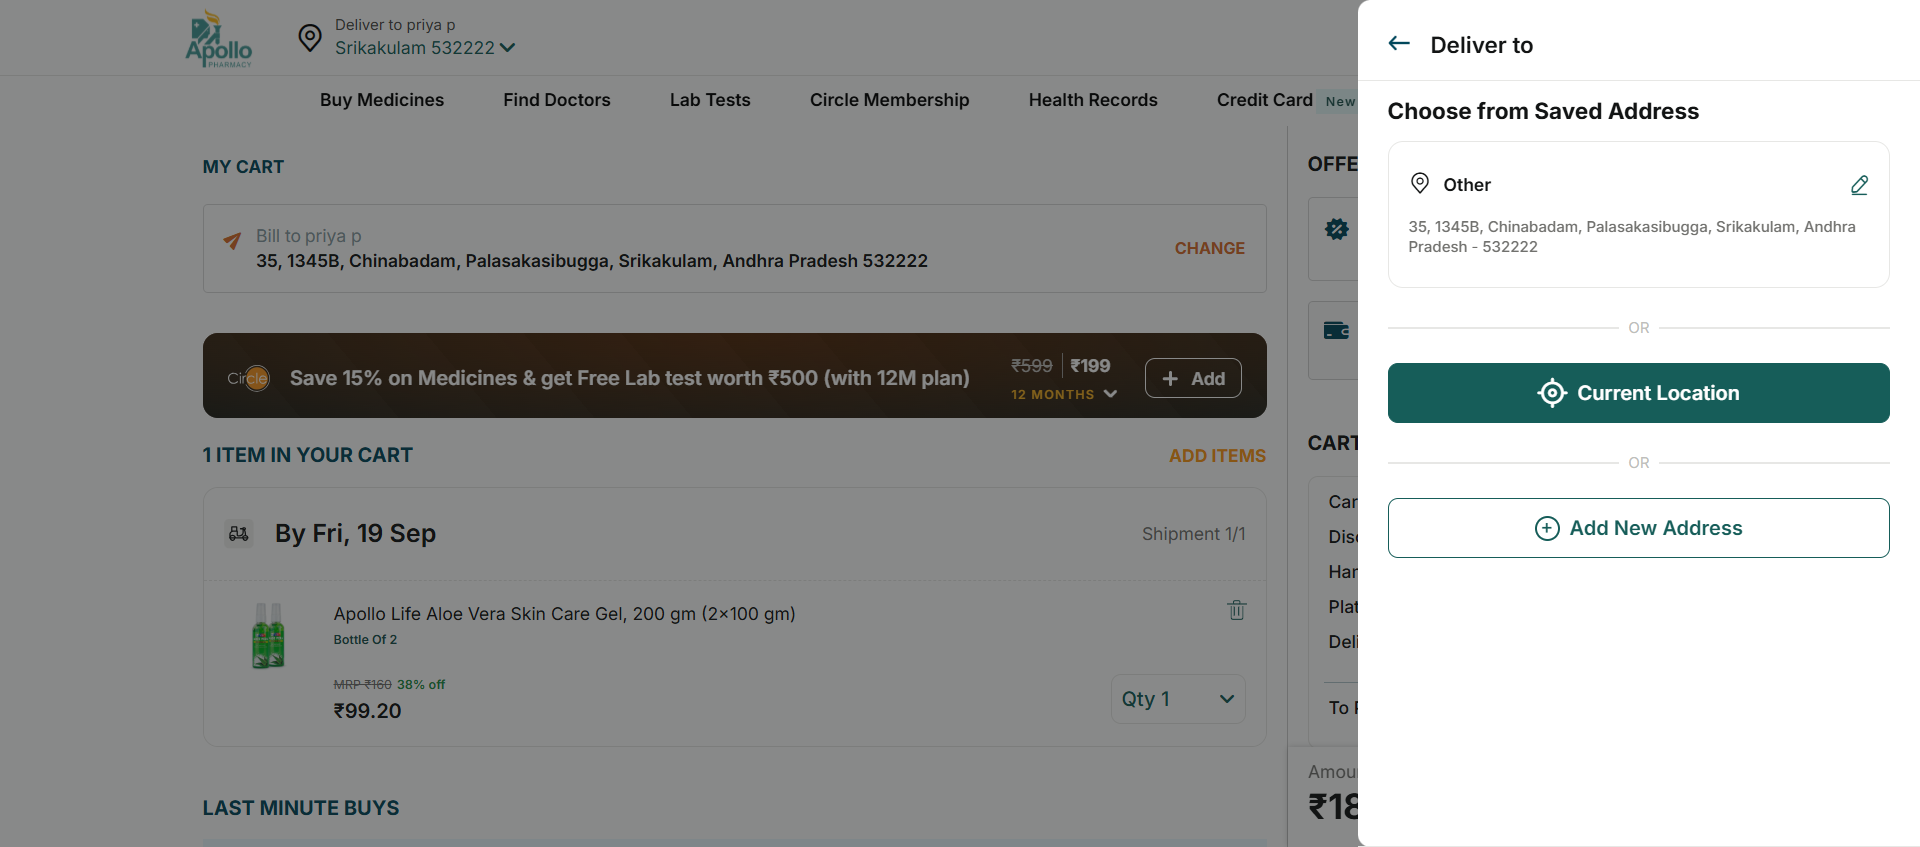 Apollo
PHARMACY
Deliver to priya p
Srikakulam 532222
Buy Medicines
Find Doctors
Lab Tests
Circle Membership
Health Records
Credit Card
New
MY CART
Bill to priya p
35, 1345B, Chinabadam, Palasakasibugga, Srikakulam, Andhra Pradesh 532222
CHANGE
Circle
Save 15% on Medicines & get Free Lab test worth ₹500 (with 12M plan)
₹599 ₹199
12 MONTHS
+ Add
1 ITEM IN YOUR CART
ADD ITEMS
By Fri, 19 Sep
Shipment 1/1
Apollo Life Aloe Vera Skin Care Gel, 200 gm (2x100 gm)
Bottle Of 2
MRP ₹160 38% off
₹99.20
Qty 1
LAST MINUTE BUYS
OFFE
CART
Car
Disc
Han
Plat
Deli
To P
Amou
₹18
Deliver to
Choose from Saved Address
Other
35, 1345B, Chinabadam, Palasakasibugga, Srikakulam, Andhra
Pradesh - 532222
OR
Current Location
OR
Add New Address